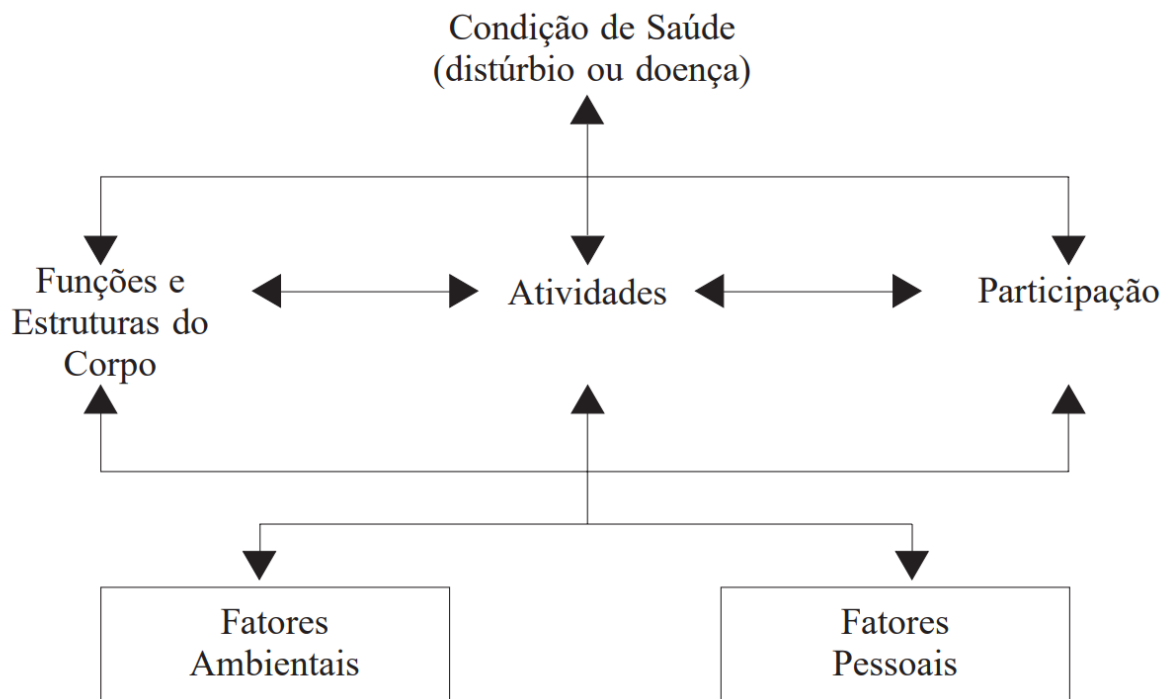 Condição de Saúde
(distúrbio ou doença)
Funções e
Estruturas do
Corpo
Atividades
Participação
Fatores
Ambientais
Fatores
Pessoais